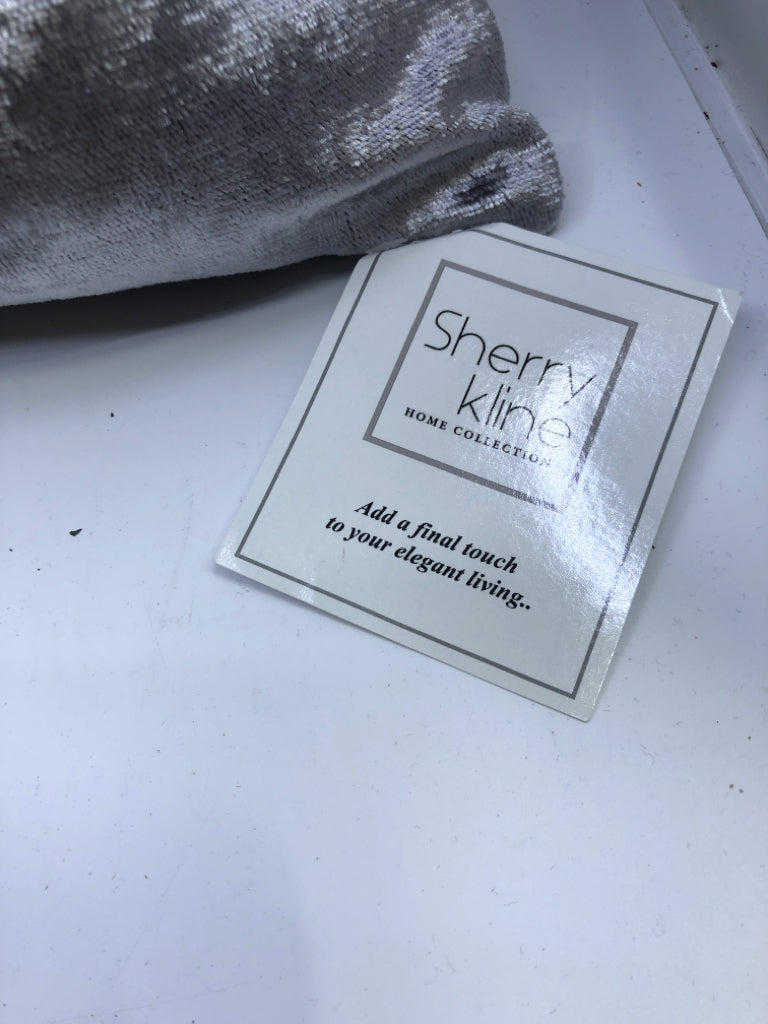 Sherry
kline
HOME COLLECTION
Add a final touch
to your elegant living..